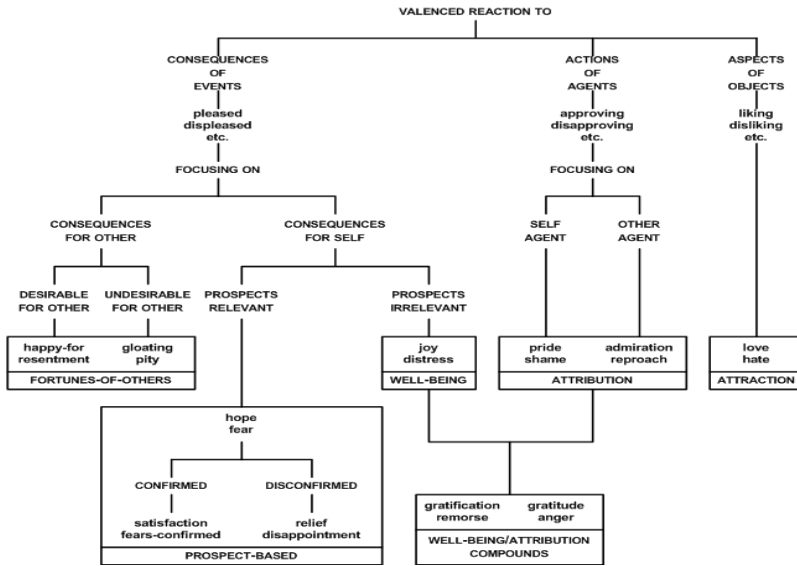 VALENCED REACTION TO
CONSEQUENCES
OF
EVENTS
pleased
displeased
etc.
FOCUSING ON
ACTIONS
OF
AGENTS
approving
disapproving
etc.
FOCUSING ON
ASPECTS
OF
OBJECTS
liking
disliking
etc.
CONSEQUENCES
FOR OTHER
CONSEQUENCES
FOR SELF
SELF
AGENT
OTHER
AGENT
DESIRABLE
FOR OTHER
UNDESIRABLE
FOR OTHER
PROSPECTS
RELEVANT
PROSPECTS
IRRELEVANT
happy-for
resentment
gloating
pity
FORTUNES-OF-OTHERS
joy
distress
WELL-BEING
pride
shame
admiration
reproach
ATTRIBUTION
love
hate
ATTRACTION
hope
fear
CONFIRMED
DISCONFIRMED
satisfaction
fears-confirmed
relief
disappointment
PROSPECT-BASED
gratification
remorse
gratitude
anger
WELL-BEING/ATTRIBUTION
COMPOUNDS